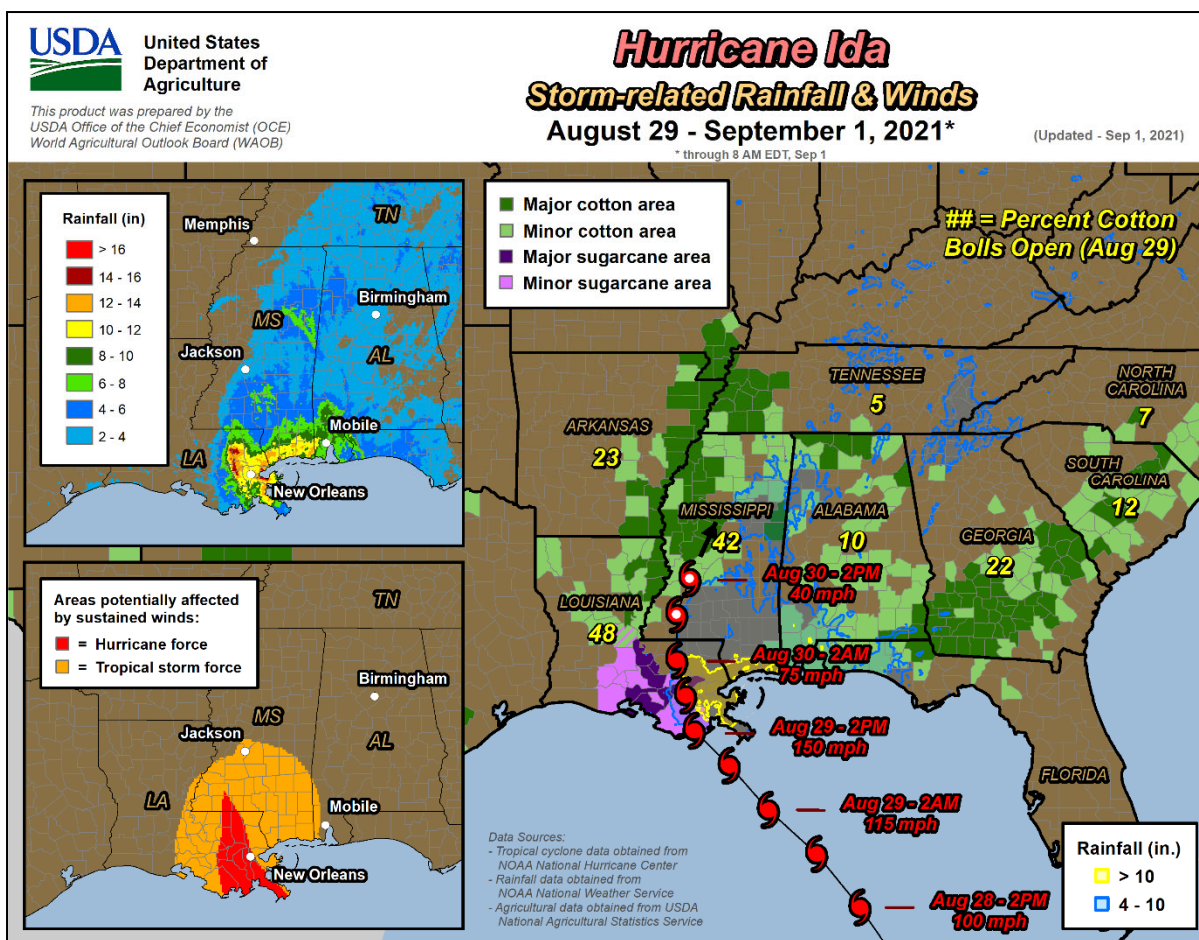 USDA
United States
Department of
Agriculture
This product was prepared by the
USDA Office of the Chief Economist (OCE)
World Agricultural Outlook Board (WAOB)
Hurricane Ida
Storm-related Rainfall & Winds
August 29 - September 1, 2021*
* through 8 AM EDT, Sep 1
(Updated - Sep 1, 2021)
Rainfall (in)
> 16
14 - 16
12 - 14
10 - 12
8 - 10
6 - 8
4 - 6
2 - 4
Memphis
TN
Birmingham
MS
Jackson
AL
Mobile
LA
New Orleans
Major cotton area
Minor cotton area
Major sugarcane area
Minor sugarcane area
## = Percent Cotton
Bolls Open (Aug 29)
TENNESSEE
5
NORTH
CAROLINA
7
ARKANSAS
23
SOUTH
CAROLINA
12
MISSISSIPPI
42
ALABAMA
10
GEORGIA
22
LOUISIANA
48
FLORIDA
Aug 30 - 2PM
40 mph
Aug 30 - 2AM
75 mph
Aug 29 - 2PM
150 mph
Aug 29 - 2AM
115 mph
Aug 28 - 2PM
100 mph
Areas potentially affected
by sustained winds:
= Hurricane force
= Tropical storm force
TN
Birmingham
MS
Jackson
AL
LA
Mobile
New Orleans
Data Sources:
- Tropical cyclone data obtained from
NOAA National Hurricane Center
- Rainfall data obtained from
NOAA National Weather Service
- Agricultural data obtained from USDA
National Agricultural Statistics Service
Rainfall (in.)
> 10
4 - 10